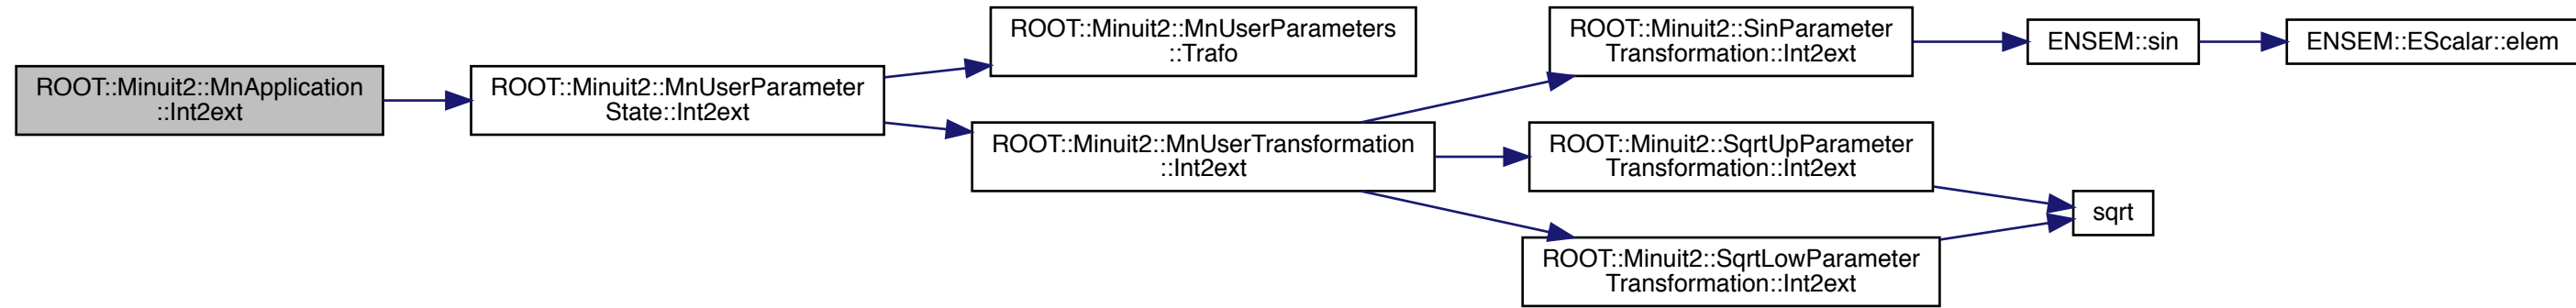 ROOT::Minuit2::MnApplication
::Int2ext
ROOT::Minuit2::MnUserParameter
State::Int2ext
ROOT::Minuit2::MnUserParameters
::Trafo
ROOT::Minuit2::MnUserTransformation
::Int2ext
ROOT::Minuit2::SinParameter
Transformation::Int2ext
ROOT::Minuit2::SqrtUpParameter
Transformation::Int2ext
ROOT::Minuit2::SqrtLowParameter
Transformation::Int2ext
ENSEM::sin
ENSEM::EScalar::elem
sqrt